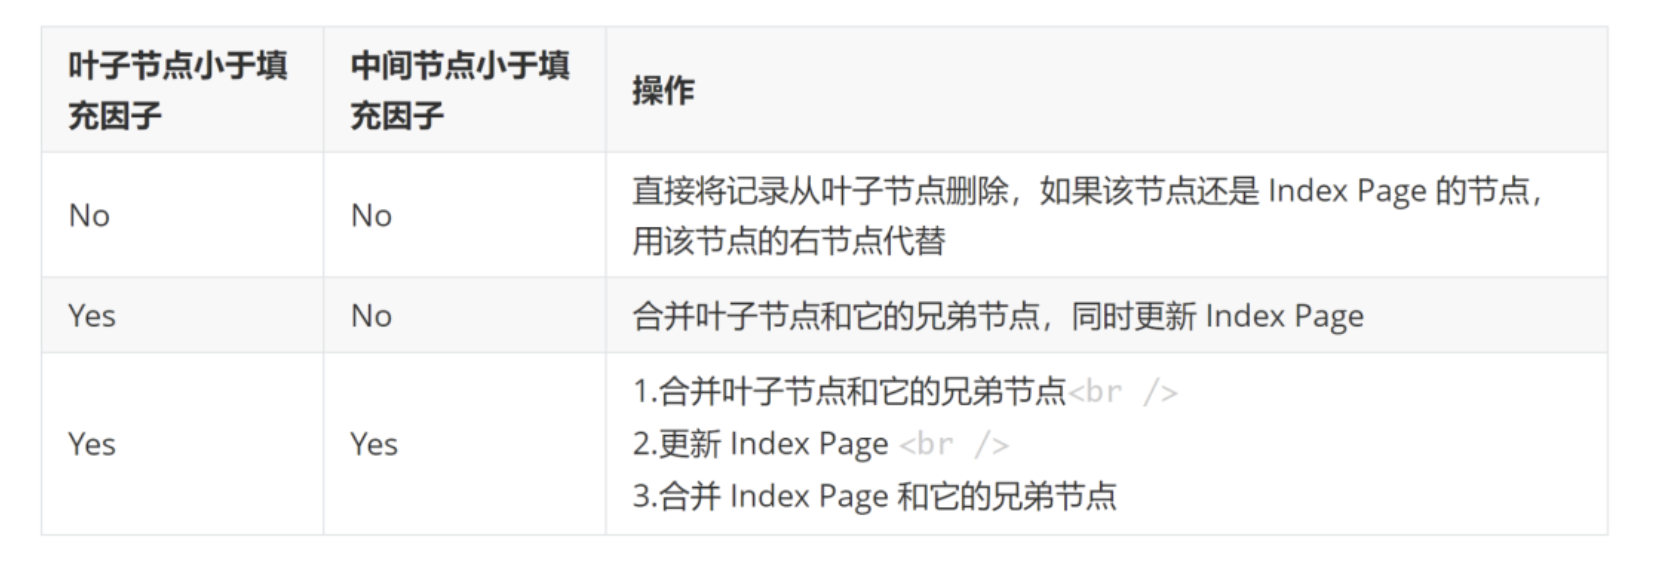 叶子节点小于填
充因子
中间节点小于填
充因子
操作
No
No
直接将记录从叶子节点删除，如果该节点还是 Index Page 的节点，
用该节点的右节点代替
Yes
No
合并叶子节点和它的兄弟节点，同时更新 Index Page
Yes
Yes
1.合并叶子节点和它的兄弟节点<br />
2.更新 Index Page <br />
3.合并 Index Page 和它的兄弟节点